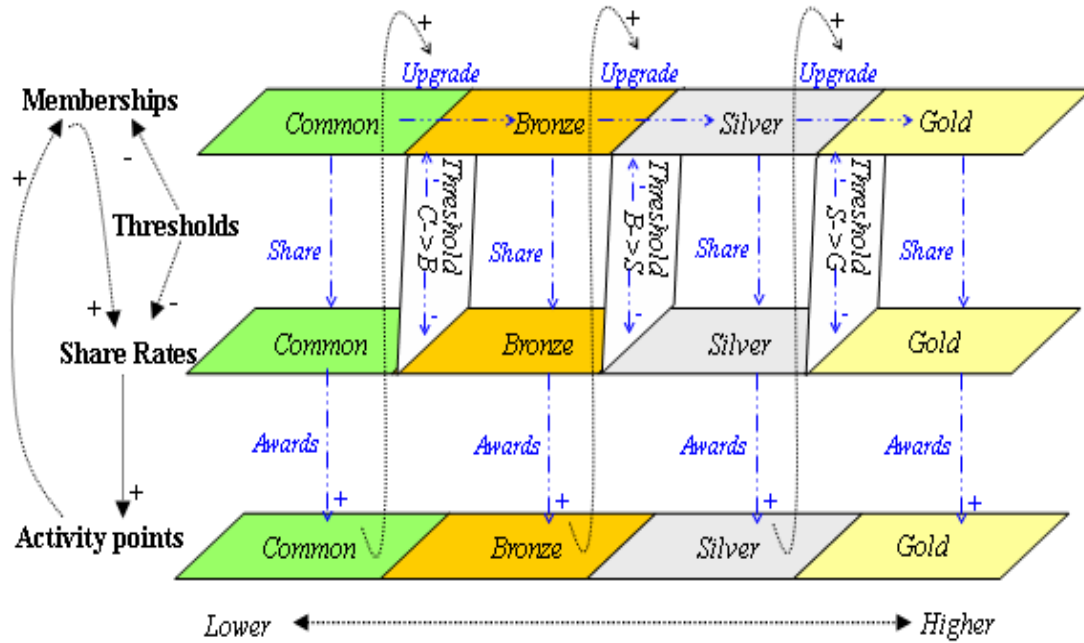 + + +
Upgrade Upgrade Upgrade
Memberships
Common Bronze Silver Gold
-
+
Thresholds
Threshold
C->B
- -
Threshold
B->S
- -
Threshold
S->G
- -
Share Share Share Share
+ -
Share Rates
Common Bronze Silver Gold
Awards Awards Awards Awards
+ + + + +
Activity points
Common Bronze Silver Gold
Lower Higher